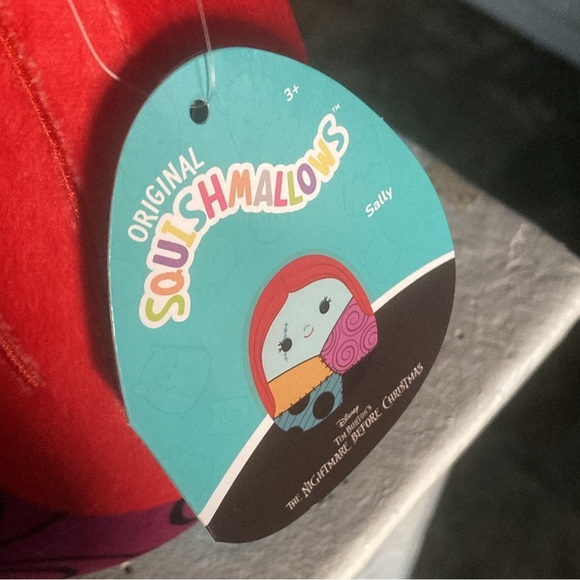 3+
ORIGINAL
SQUISHMALLOWS™
Sally
Disney
TIM BURTON'S
THE NIGHTMARE BEFORE CHRISTMAS